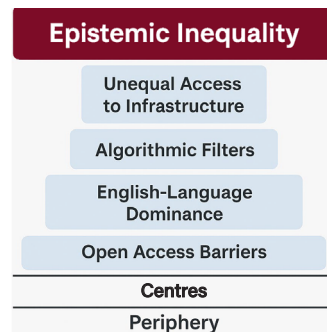 Epistemic Inequality
Unequal Access
to Infrastructure
Algorithmic Filters
English-Language
Dominance
Open Access Barriers
Centres
Periphery